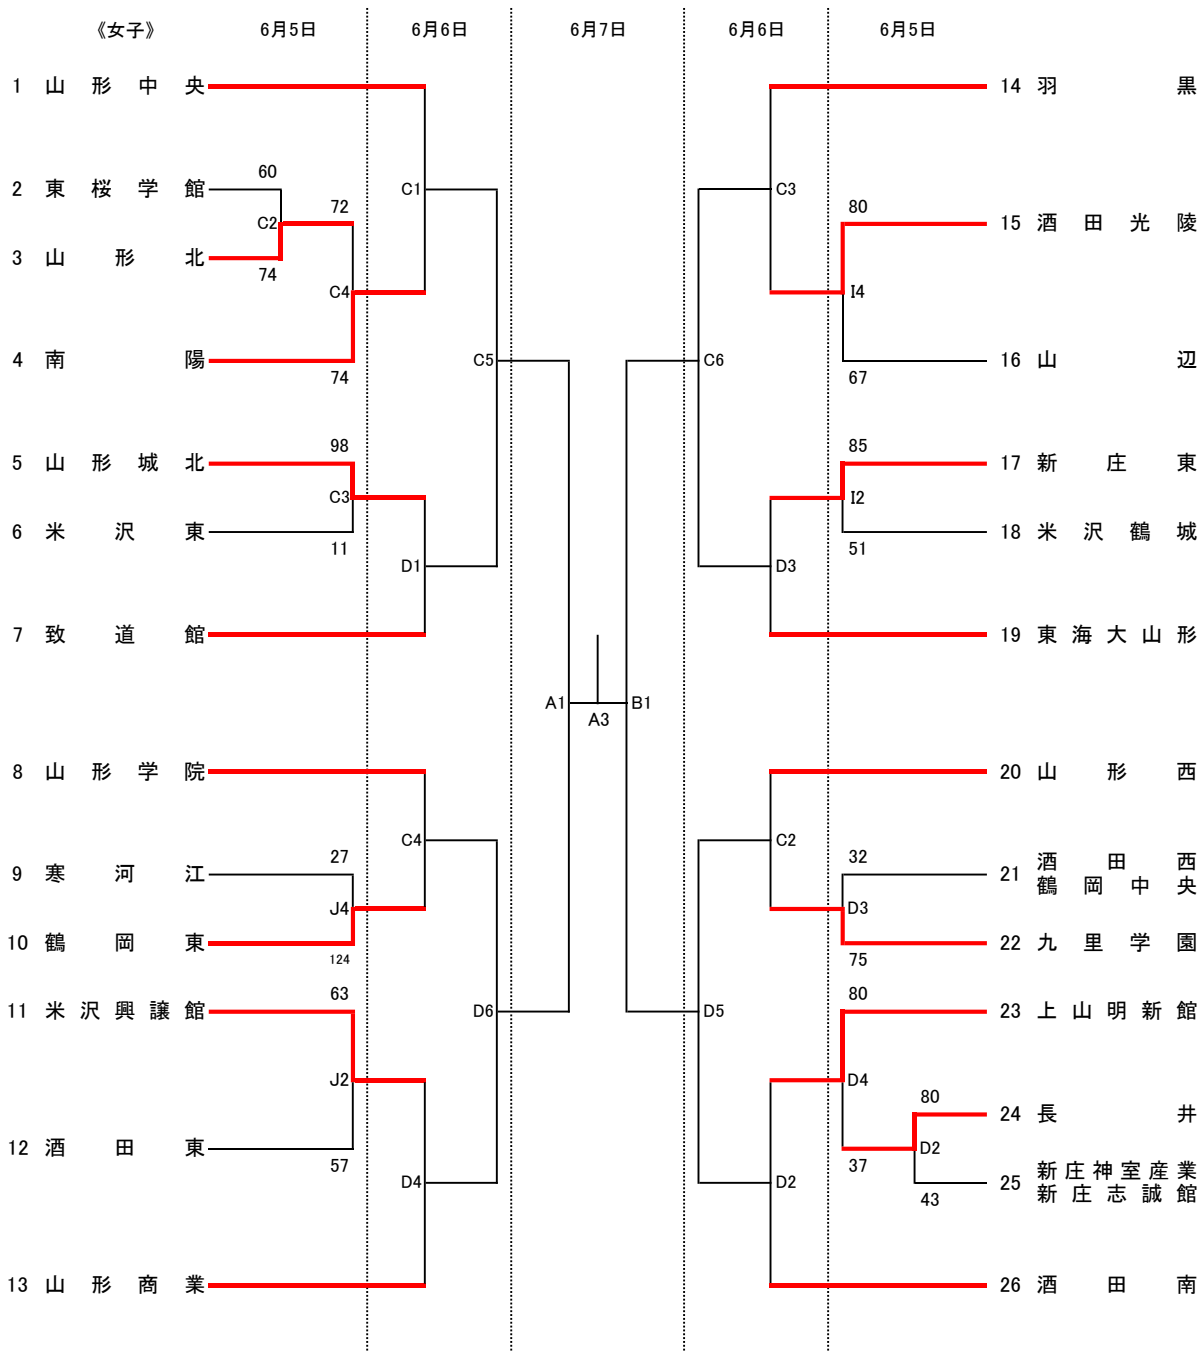 《女子》 6月5日 6月6日 6月7日 6月6日 6月5日
1 山形中央
14 羽黒
60
2 東桜学館
C1
C3
72
80
C2
15 酒田光陵
3 山形北
74
C4
I4
4 南陽
C5
C6
16 山辺
74
67
98
85
5 山形城北
17 新庄東
C3
I2
6 米沢東
18 米沢鶴城
11
51
D1
D3
7 致道館
19 東海大山形
A1
B1
A3
8 山形学院
20 山形西
C4
C2
27
32
9 寒河江
21 酒田西
鶴岡中央
J4
D3
10 鶴岡東
22 九里学園
124
75
63
80
11 米沢興譲館
D6
D5
23 上山明新館
J2
D4
80
24 長井
12 酒田東
D2
57
37
D4
D2
25 新庄神室産業
新庄志誠館
43
13 山形商業
26 酒田南